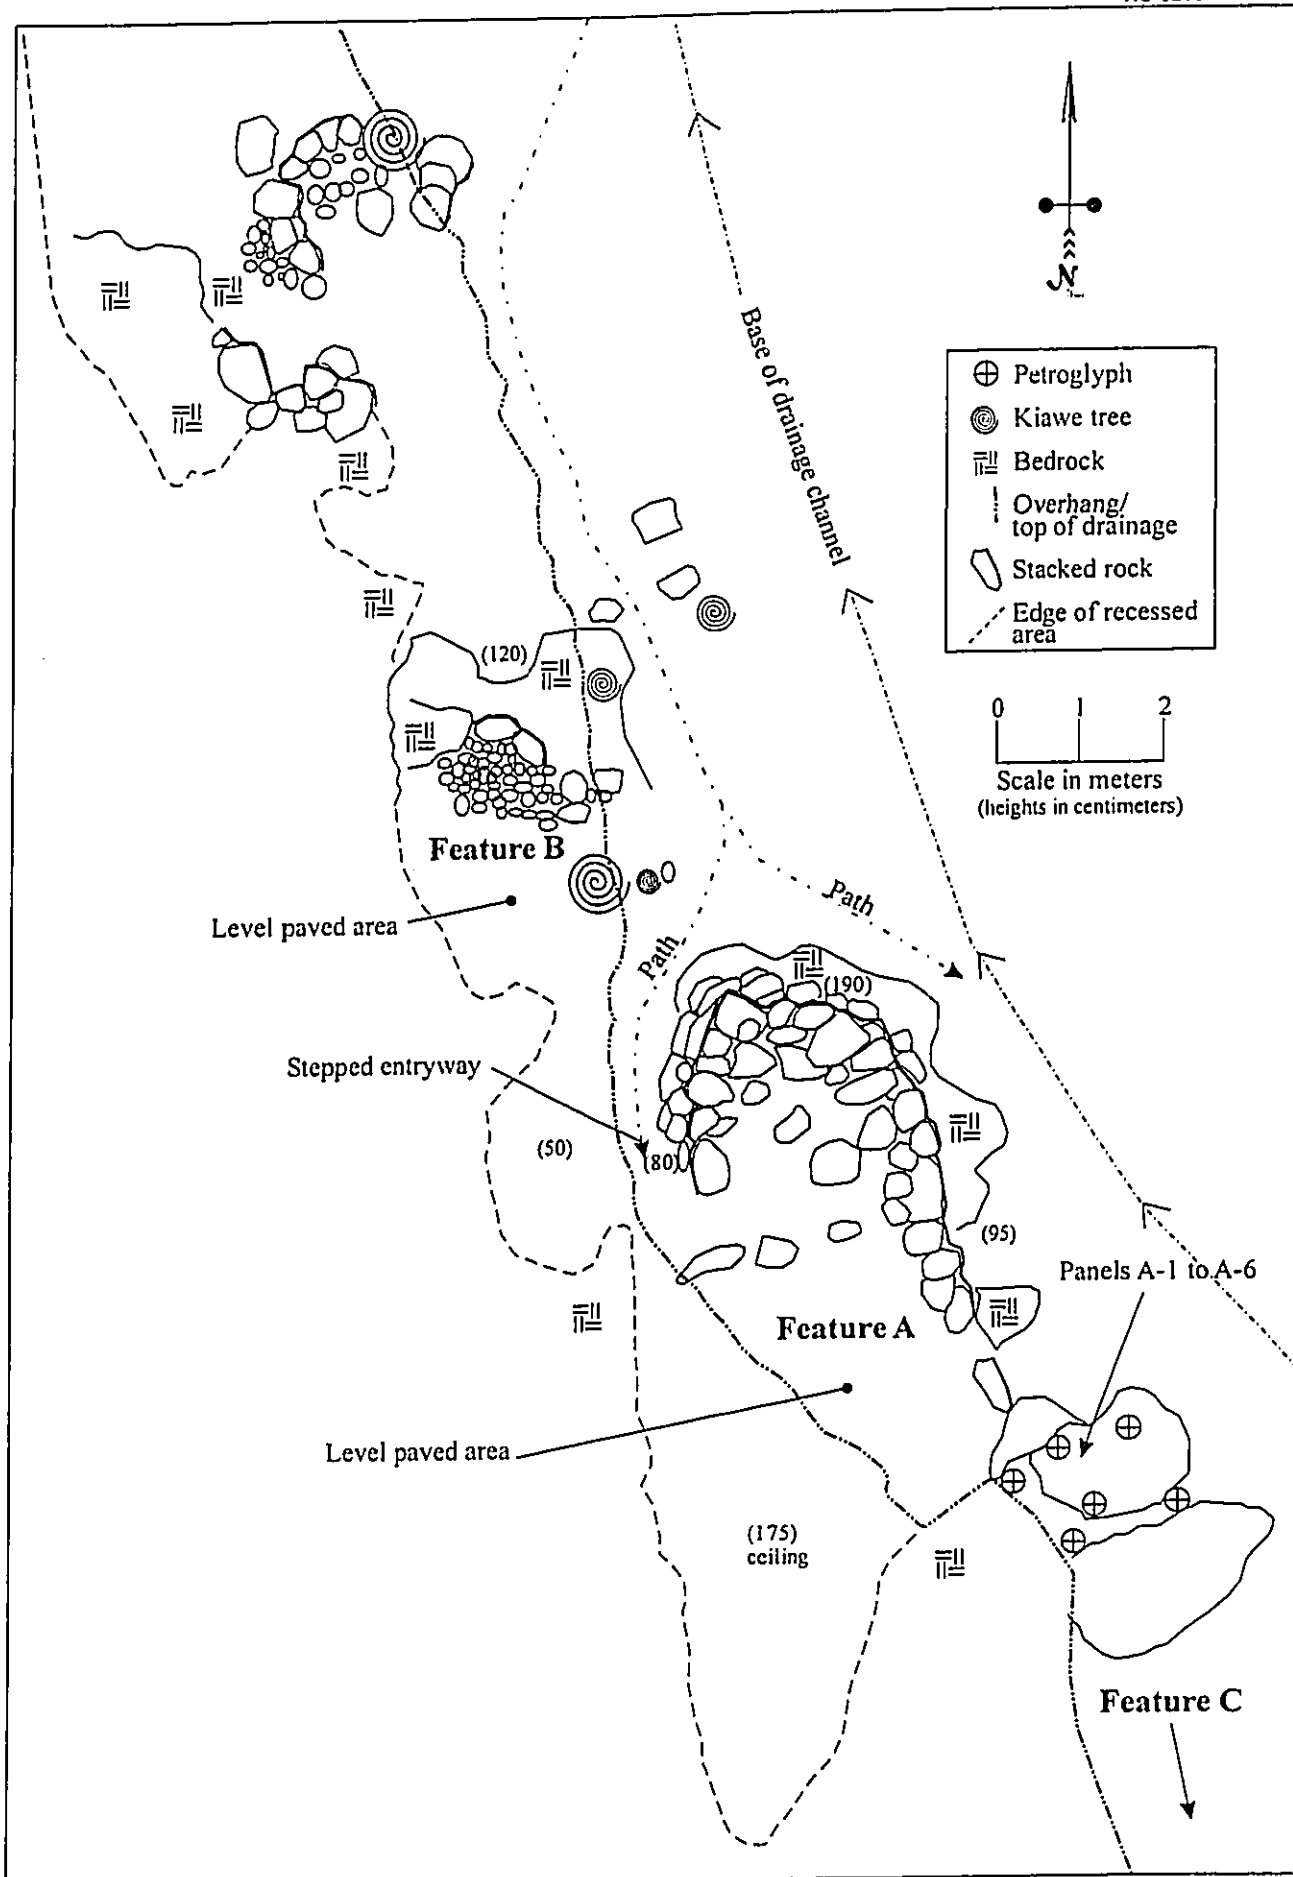 N
Petroglyph
Kiawe tree
Bedrock
Overhang/
top of drainage
Stacked rock
Edge of recessed
area
0 1 2
Scale in meters
(heights in centimeters)
Base of drainage channel
(120)
Feature B
Level paved area
Path
Path
(190)
Stepped entryway
(50)
(80)
(95)
Panels A-1 to A-6
Feature A
Level paved area
(175)
ceiling
Feature C